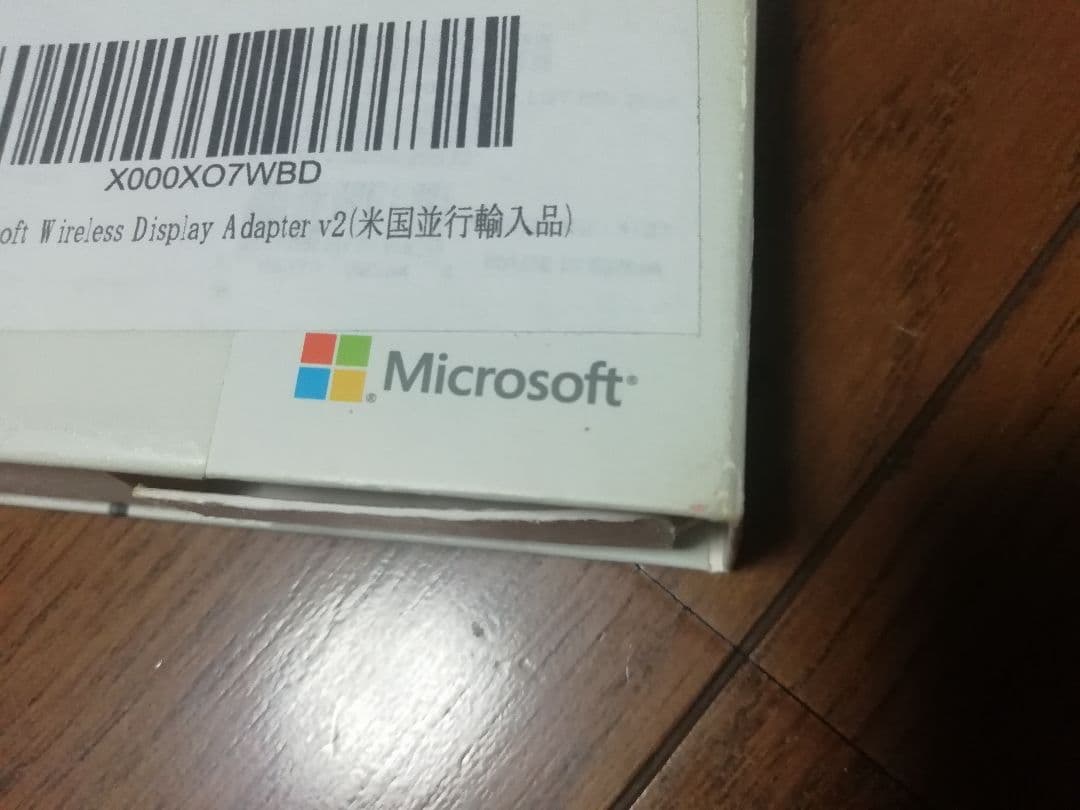 X000XO7WBD
oft Wireless Display Adapter v2(米国並行輸入品)
Microsoft